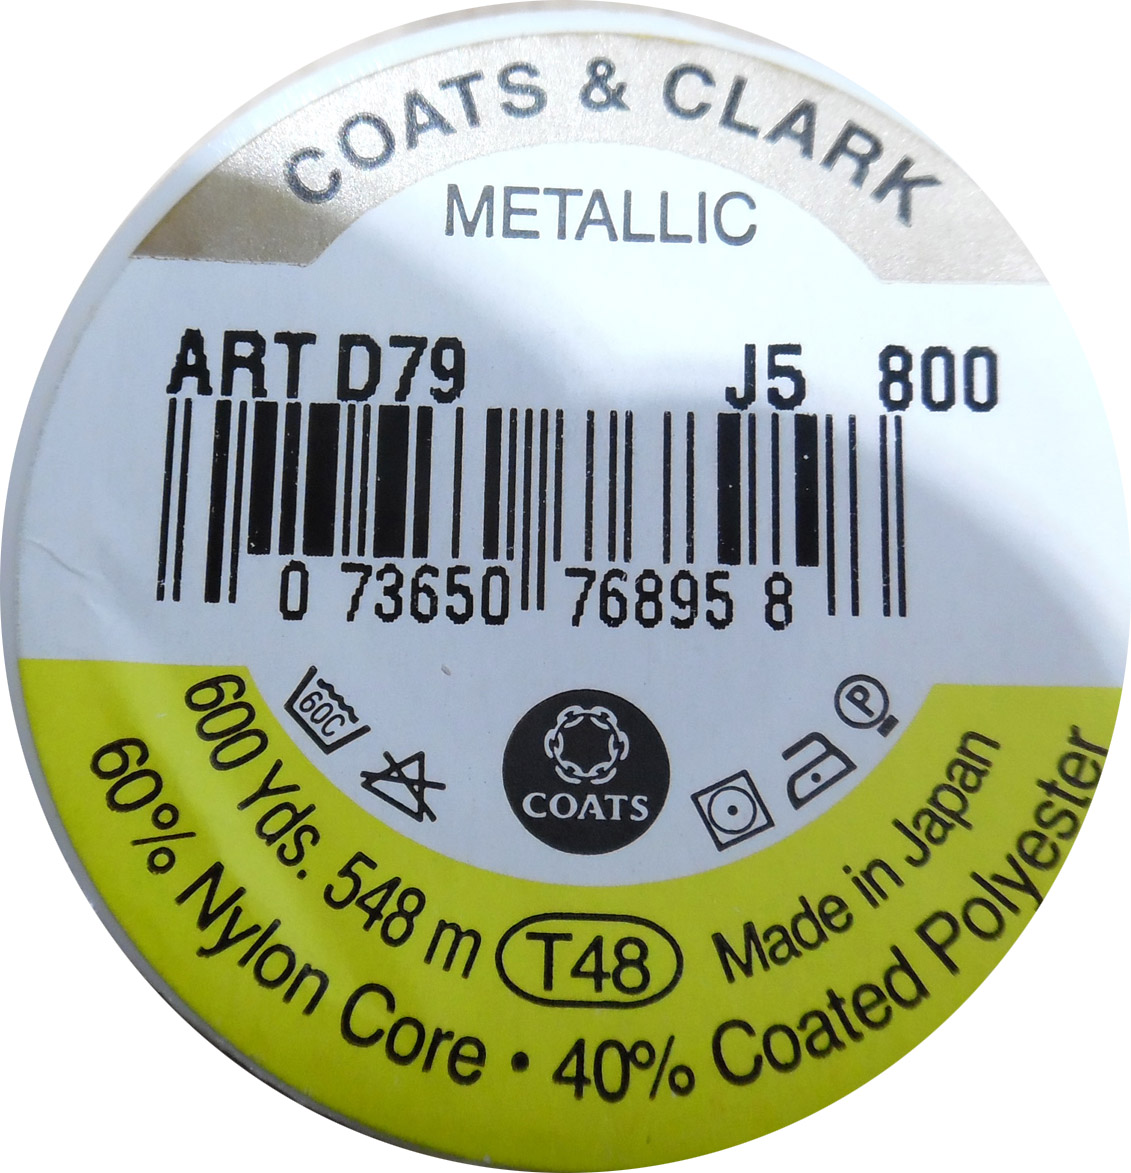 COATS & CLARK
METALLIC
ART D79 J5 800
0 73650 76895 8
60C
P
COATS
600 Yds. 548 m T48 Made in Japan
60% Nylon Core • 40% Coated Polyester